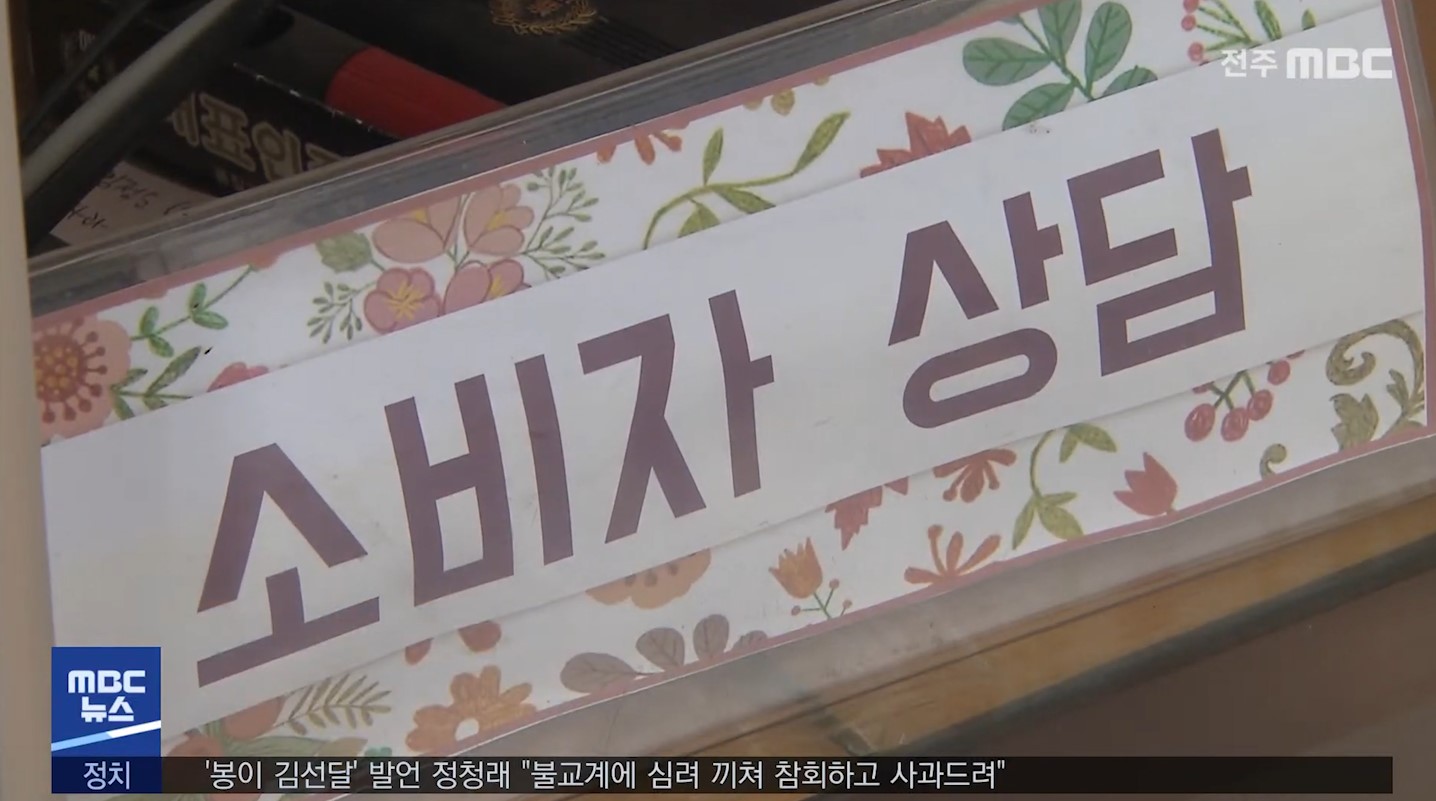 전주 MBC
소비자 상담
MBC
뉴스
정치
'봉이 김선달' 발언 정청래 "불교계에 심려 끼쳐 참회하고 사과드려"